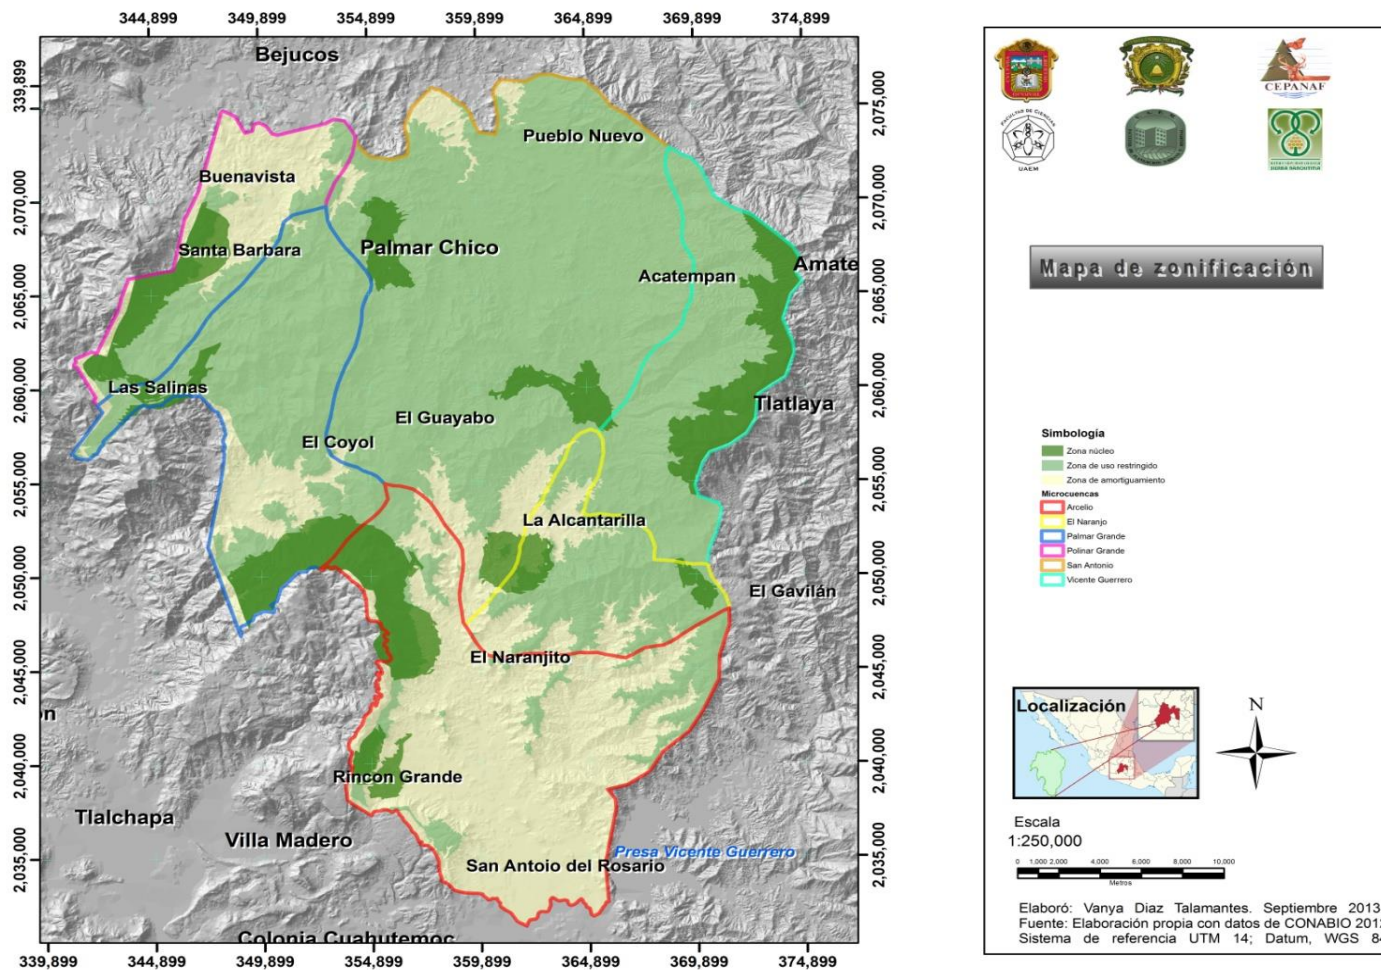 344,899 349,899 354,899 359,899 364,899 369,899 374,899
339,899
2,070,000
2,065,000
2,060,000
2,055,000
2,050,000
2,045,000
2,040,000
2,035,000
Bejucos
Pueblo Nuevo
Buenavista
Santa Barbara
Palmar Chico
Acatempan
Amate
Las Salinas
El Guayabo
El Coyol
Tlatlaya
La Alcantarilla
El Gavilán
El Naranjito
Rincon Grande
Tlalchapa
Villa Madero
Presa Vicente Guerrero
San Antoio del Rosario
Colonia Cuahutemoc
2,075,000
2,070,000
2,065,000
2,060,000
2,055,000
2,050,000
2,045,000
2,040,000
2,035,000
339,899 344,899 349,899 354,899 359,899 364,899 369,899 374,899
CEPANAF
FACULTAD DE CIENCIAS
UAEM
Mapa de zonificación
Simbología
Zona núcleo
Zona de uso restringido
Zona de amortiguamiento
Microcuencas
Arcelio
El Naranjo
Palmar Grande
Polinar Grande
San Antonio
Vicente Guerrero
Localización
N
Escala
1:250,000
0 1,000 2,000 4,000 6,000 8,000 10,000
Metros
Elaboró: Vanya Diaz Talamantes. Septiembre 2013
Fuente: Elaboración propia con datos de CONABIO 2012
Sistema de referencia UTM 14; Datum, WGS 84